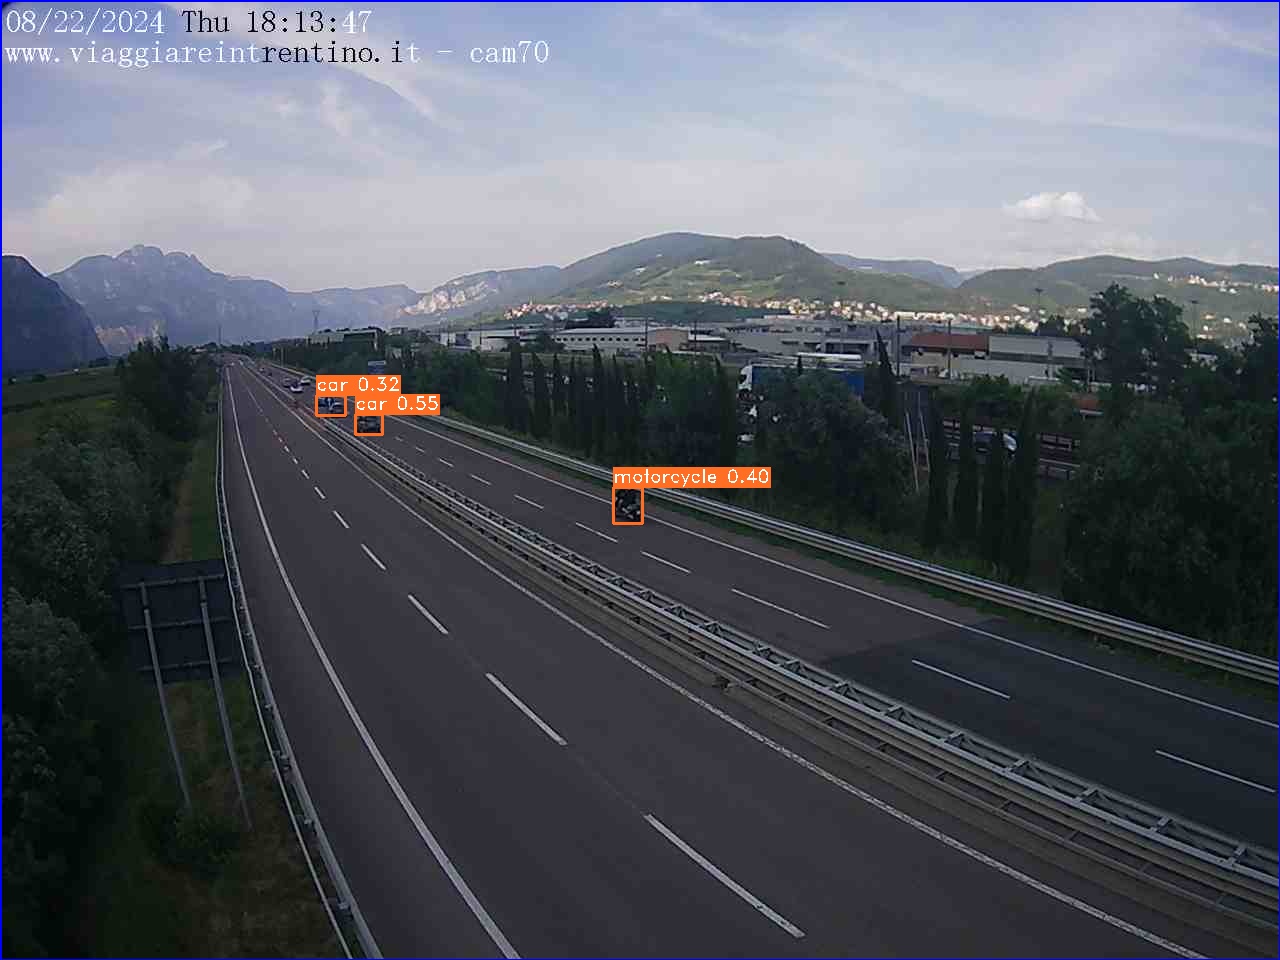 08/22/2024 Thu 18:13:47
www.viaggiareintrentino.it - cam70
car 0.32
car 0.55
motorcycle 0.40